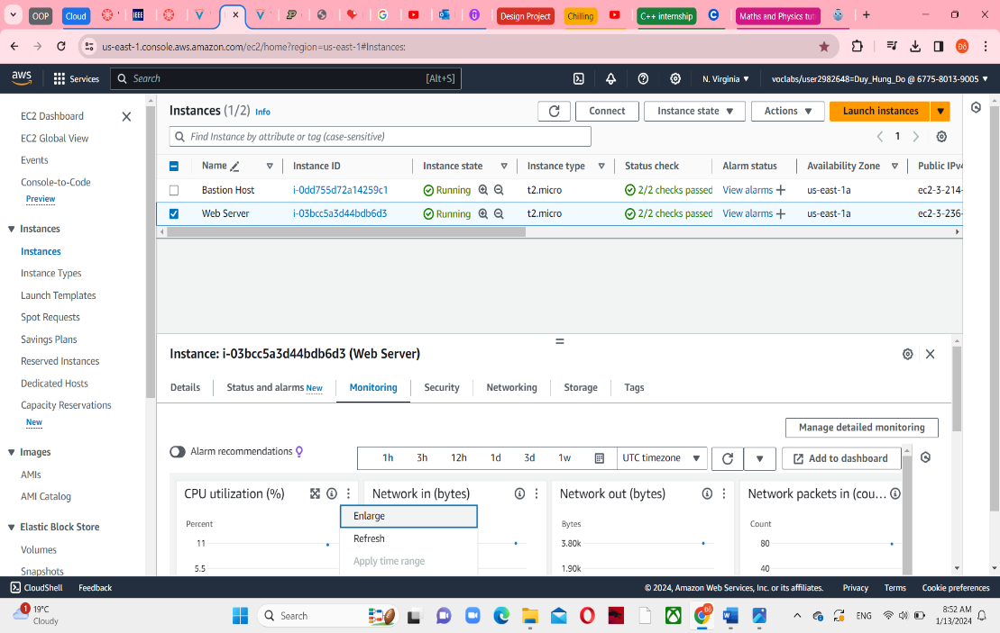 OOP
Cloud
IEEE
Design Project
Chilling
C++ internship
Maths and Physics tut
us-east-1.console.aws.amazon.com/ec2/home?region=us-east-1#Instances:
aws
Services
Search
[Alt+S]
N. Virginia
voclabs/user2982648=Duy_Hung_Do @ 6775-8013-9005
EC2 Dashboard
EC2 Global View
Events
Console-to-Code
Preview
Instances
Instances
Instance Types
Launch Templates
Spot Requests
Savings Plans
Reserved Instances
Dedicated Hosts
Capacity Reservations
New
Images
AMIs
AMI Catalog
Elastic Block Store
Volumes
Snapshots
Instances (1/2) Info
Connect
Instance state
Actions
Launch instances
Find Instance by attribute or tag (case-sensitive)
1
Name Instance ID Instance state Instance type Status check Alarm status Availability Zone Public IPv4
Bastion Host i-0dd755d72a14259c1 Running t2.micro 2/2 checks passed View alarms us-east-1a ec2-3-214-
Web Server i-03bcc5a3d44bdb6d3 Running t2.micro 2/2 checks passed View alarms us-east-1a ec2-3-236-
Instance: i-03bcc5a3d44bdb6d3 (Web Server)
Details
Status and alarms New
Monitoring
Security
Networking
Storage
Tags
Manage detailed monitoring
Alarm recommendations
1h 3h 12h 1d 3d 1w
UTC timezone
Add to dashboard
CPU utilization (%)
Percent
11
5.5
Enlarge
Refresh
Apply time range
Network in (bytes)
Network out (bytes)
Bytes
3.80k
1.90k
Network packets in (cou...
Count
80
40
CloudShell
Feedback
© 2024, Amazon Web Services, Inc. or its affiliates.
Privacy
Terms
Cookie preferences
1
19°C
Cloudy
Search
ENG
8:52 AM
1/13/2024